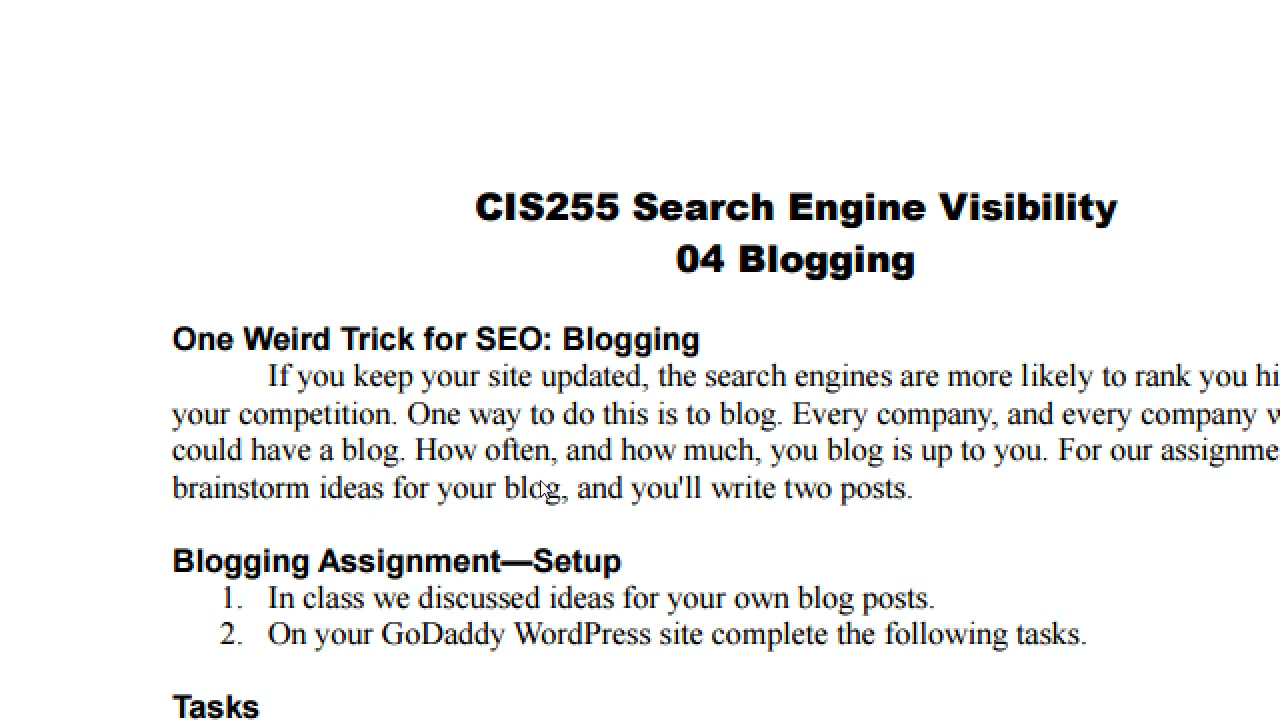 CIS255 Search Engine Visibility
04 Blogging
One Weird Trick for SEO: Blogging
If you keep your site updated, the search engines are more likely to rank you
your competition. One way to do this is to blog. Every company, and every company
could have a blog. How often, and how much, you blog is up to you. For our
brainstorm ideas for your blog, and you'll write two posts.
Blogging Assignment—Setup
1. In class we discussed ideas for your own blog posts.
2. On your GoDaddy WordPress site complete the following tasks.
Tasks